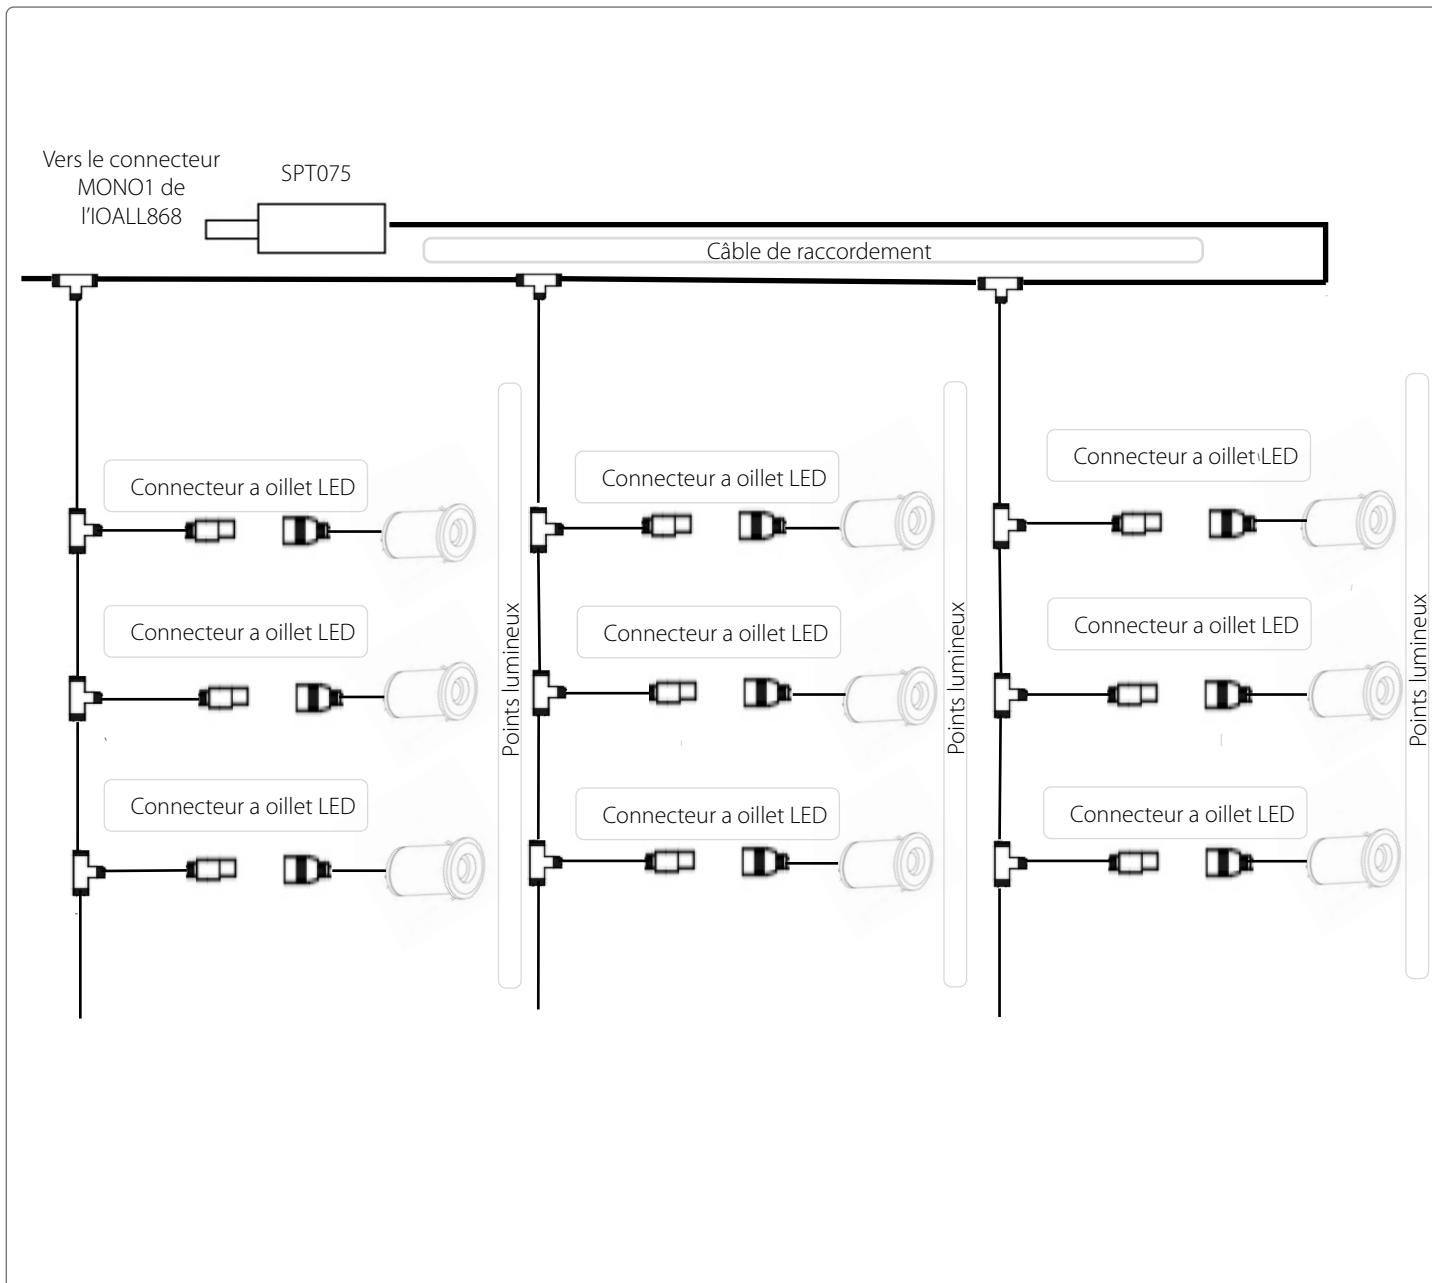 Vers le connecteur
MONO1 de
l'IOALL868
SPT075
Câble de raccordement
Connecteur a oillet LED
Connecteur a oillet LED
Connecteur a oillet LED
Points lumineux
Connecteur a oillet LED
Connecteur a oillet LED
Connecteur a oillet LED
Points lumineux
Connecteur a oillet LED
Connecteur a oillet LED
Connecteur a oillet LED
Points lumineux